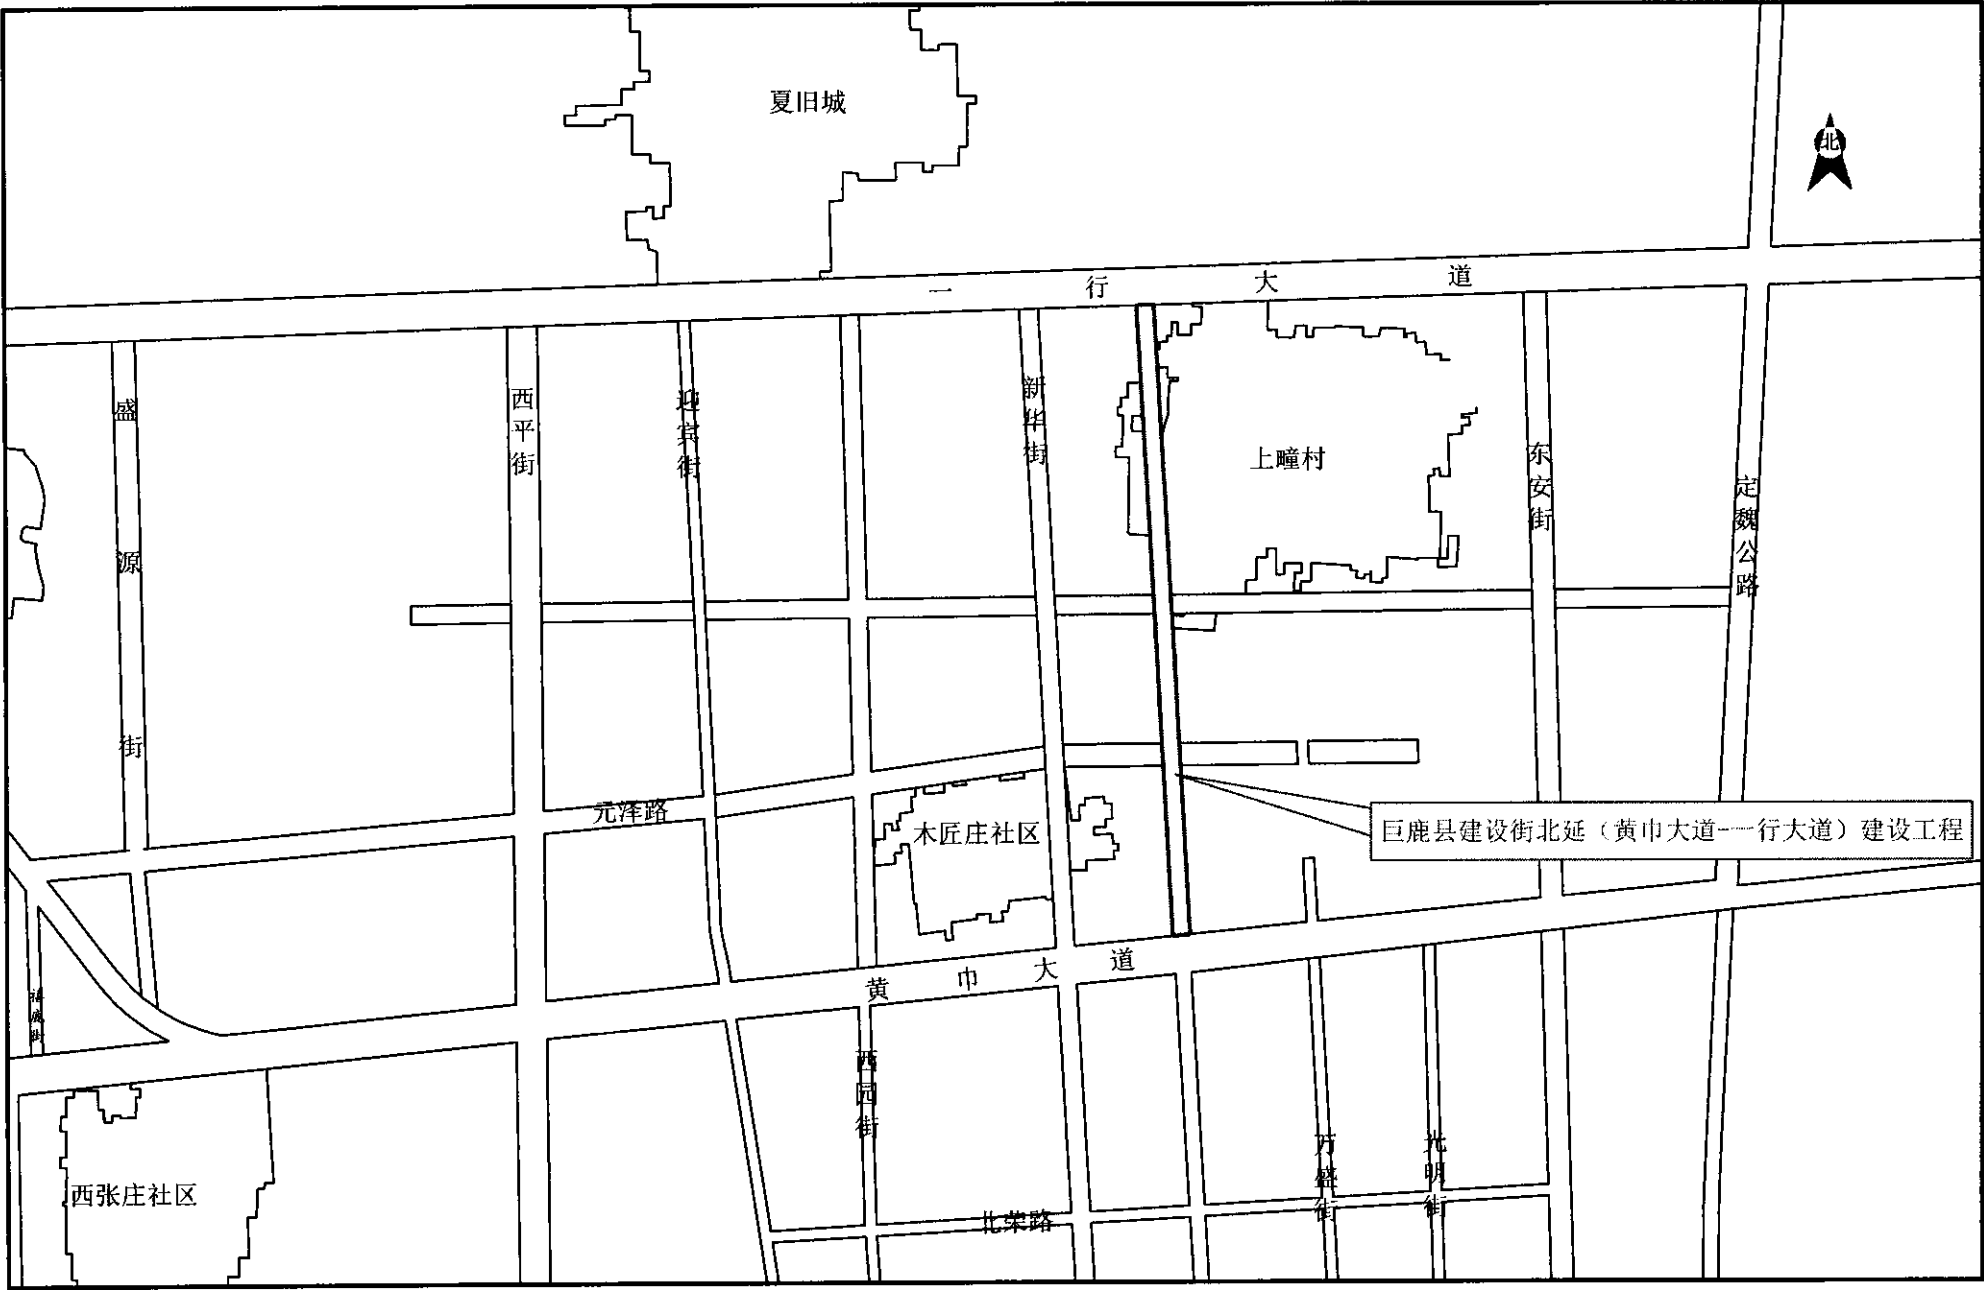 夏旧城
北
一行大道
盛源街
西平街
迎宾街
新华街
上疃村
东安街
定魏公路
元泽路
木匠庄社区
巨鹿县建设街北延（黄巾大道-一行大道）建设工程
黄巾大道
西园街
万盛街
光明街
西张庄社区
北荣路